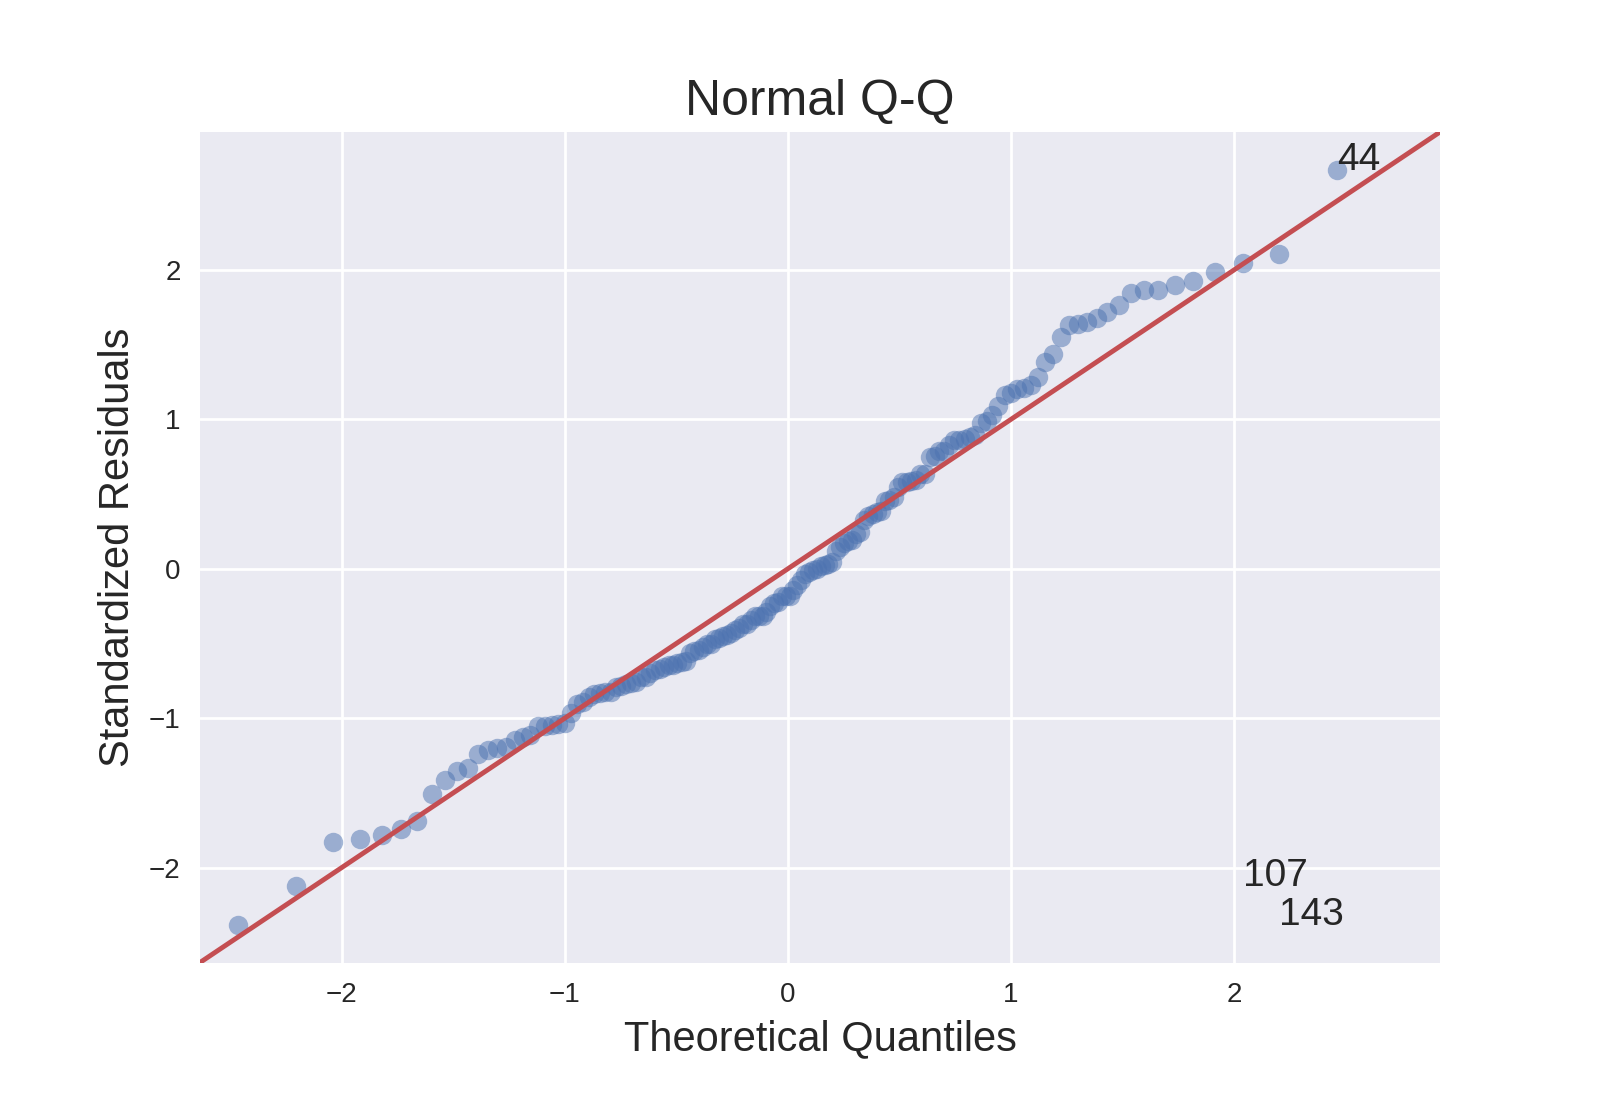 Normal Q-Q
44
2
1
0
−1
−2
Standardized Residuals
107
143
−2 −1 0 1 2
Theoretical Quantiles